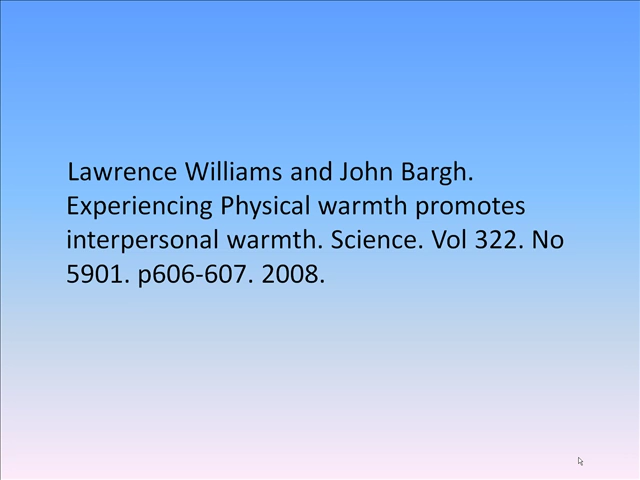 Lawrence Williams and John Bargh.
Experiencing Physical warmth promotes
interpersonal warmth. Science. Vol 322. No
5901. p606-607. 2008.